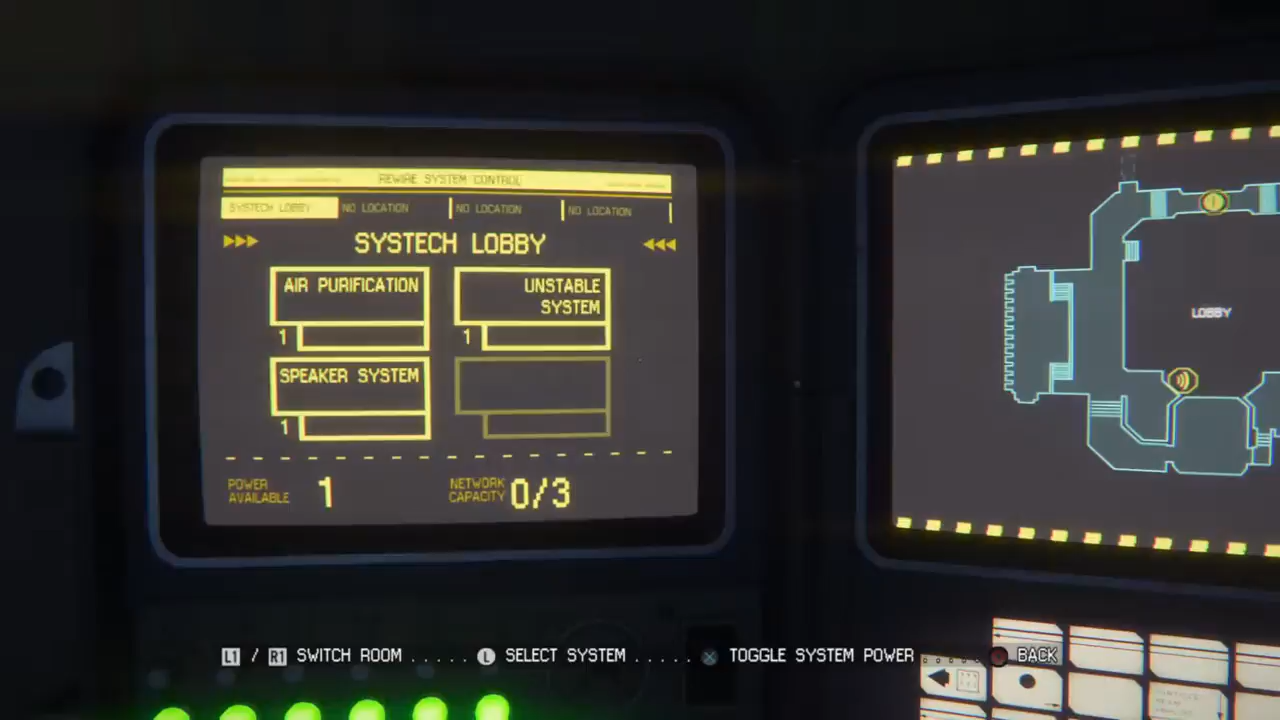 REWIRE SYSTEM CONTROL
SYSTECH LOBBY NO LOCATION NO LOCATION NO LOCATION
SYSTECH LOBBY
AIR PURIFICATION
1
UNSTABLE
SYSTEM
1
SPEAKER SYSTEM
1
POWER
AVAILABLE 1
NETWORK
CAPACITY 0/3
LOBBY
L1 / R1 SWITCH ROOM ..... L SELECT SYSTEM ..... TOGGLE SYSTEM POWER ..... BACK